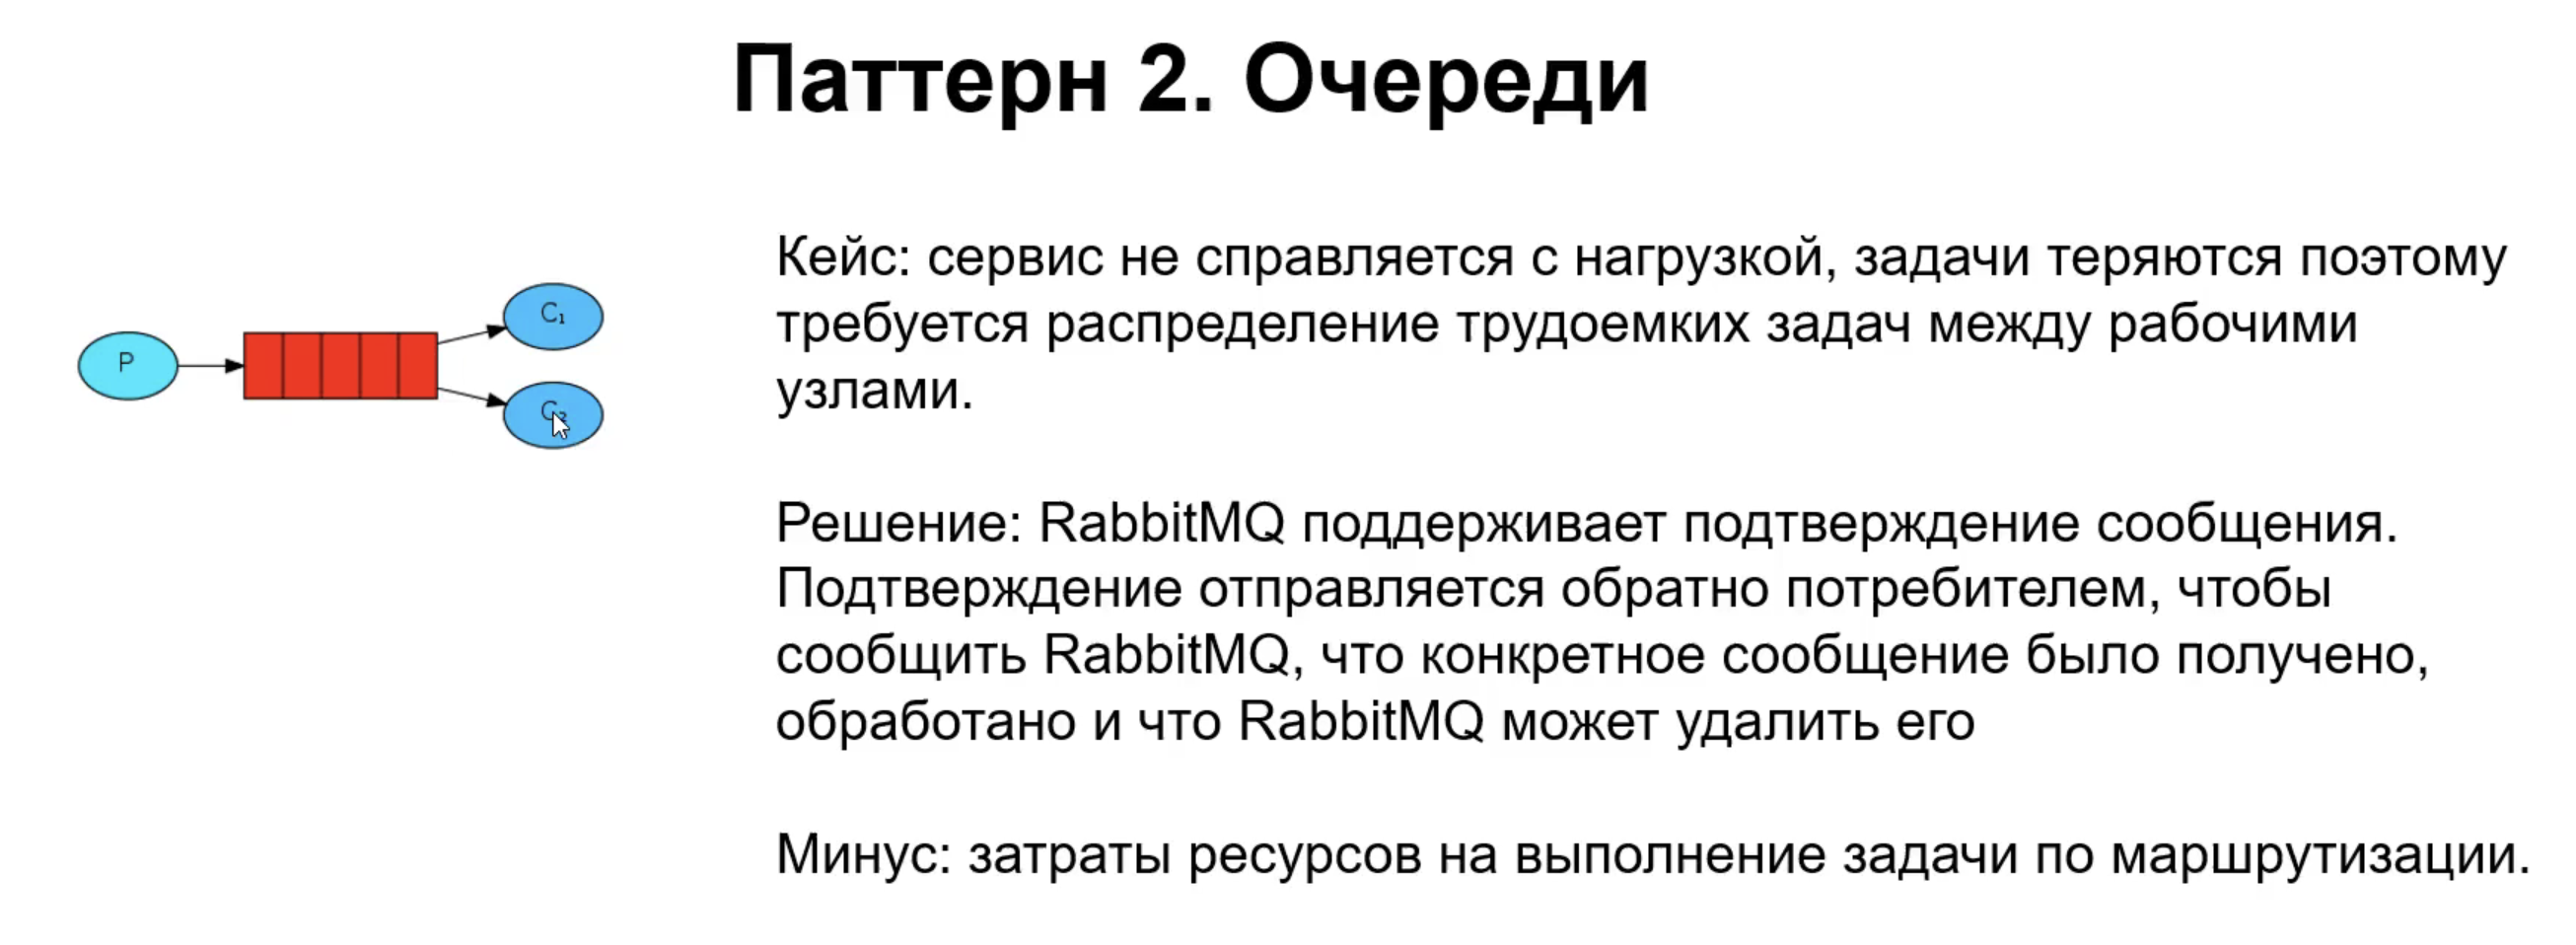 Паттерн 2. Очереди
Кейс: сервис не справляется с нагрузкой, задачи теряются поэтому
требуется распределение трудоемких задач между рабочими
узлами.
P
C₁
C₂
Решение: RabbitMQ поддерживает подтверждение сообщения.
Подтверждение отправляется обратно потребителем, чтобы
сообщить RabbitMQ, что конкретное сообщение было получено,
обработано и что RabbitMQ может удалить его
Минус: затраты ресурсов на выполнение задачи по маршрутизации.